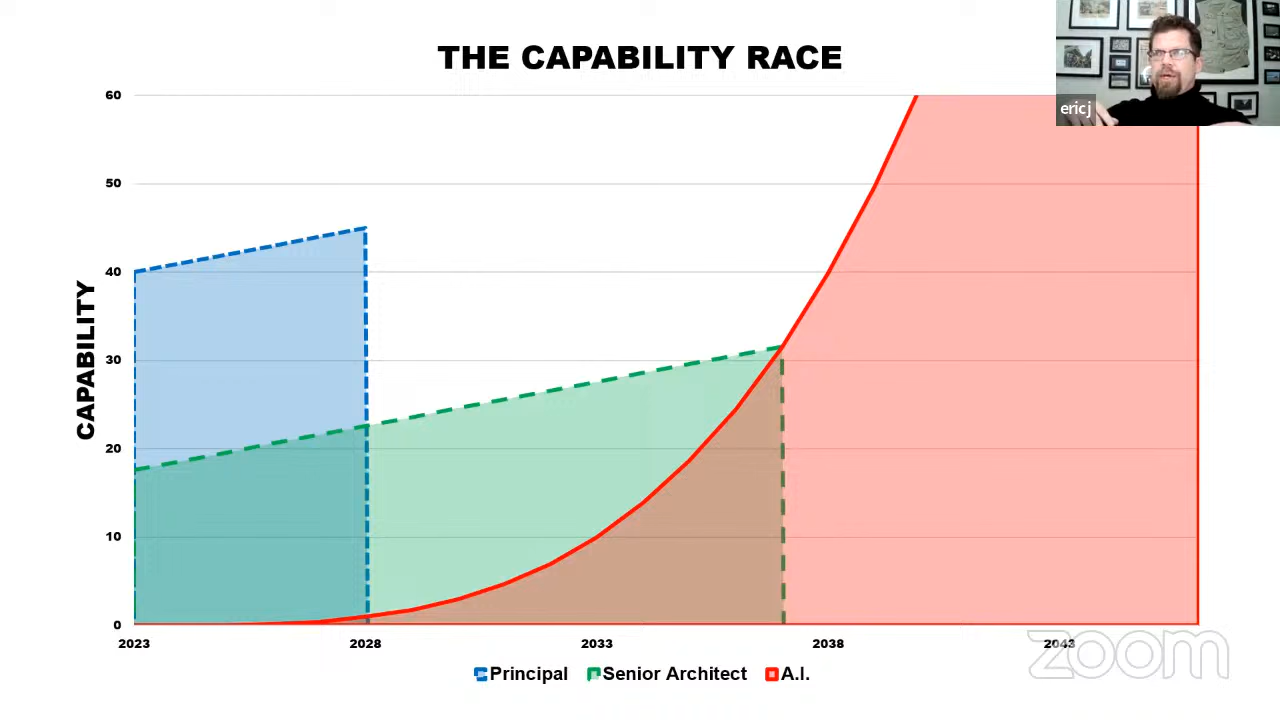 THE CAPABILITY RACE
ericj
60
50
40
30
20
10
0
CAPABILITY
2023 2028 2033 2038 2043
Principal Senior Architect A.I.
zoom